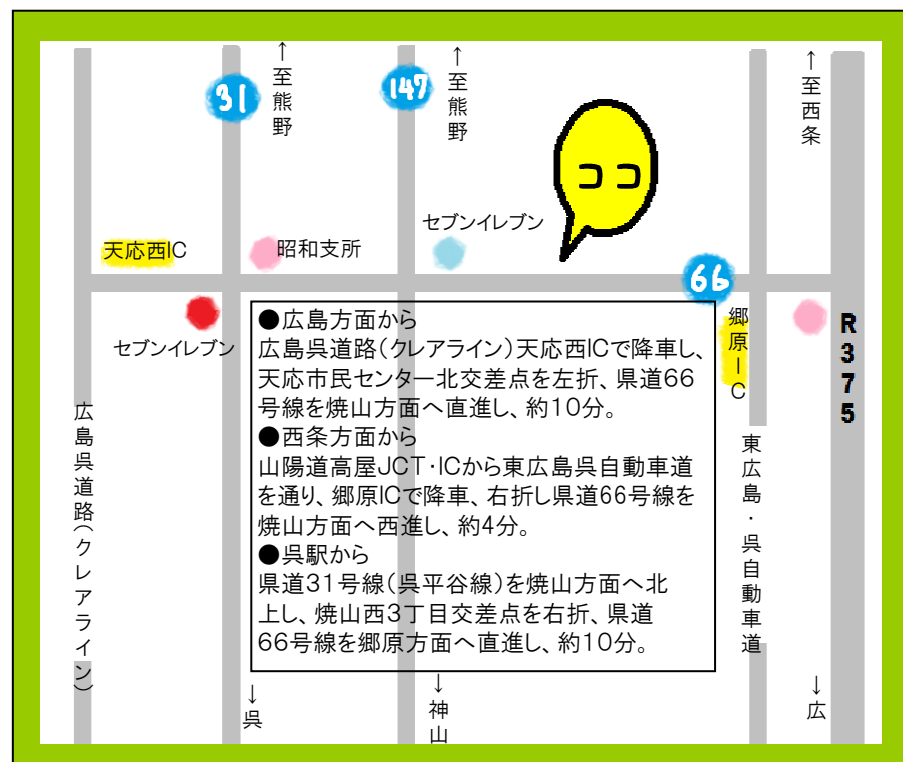 ↑至熊野
31
↑至熊野
147
↑至西条
ココ
セブンイレブン
天応西IC
昭和支所
66
セブンイレブン
郷原IC
R375
●広島方面から
広島呉道路(クレアライン)天応西ICで降車し、
天応市民センター北交差点を左折、県道66
号線を焼山方面へ直進し、約10分。
●西条方面から
山陽道高屋JCT・ICから東広島呉自動車道
を通り、郷原ICで降車、右折し県道66号線を
焼山方面へ西進し、約4分。
●呉駅から
県道31号線(呉平谷線)を焼山方面へ北
上し、焼山西3丁目交差点を右折、県道
66号線を郷原方面へ直進し、約10分。
広島呉道路(クレアライン)
東広島・呉自動車道
↓呉
↓神山
↓広